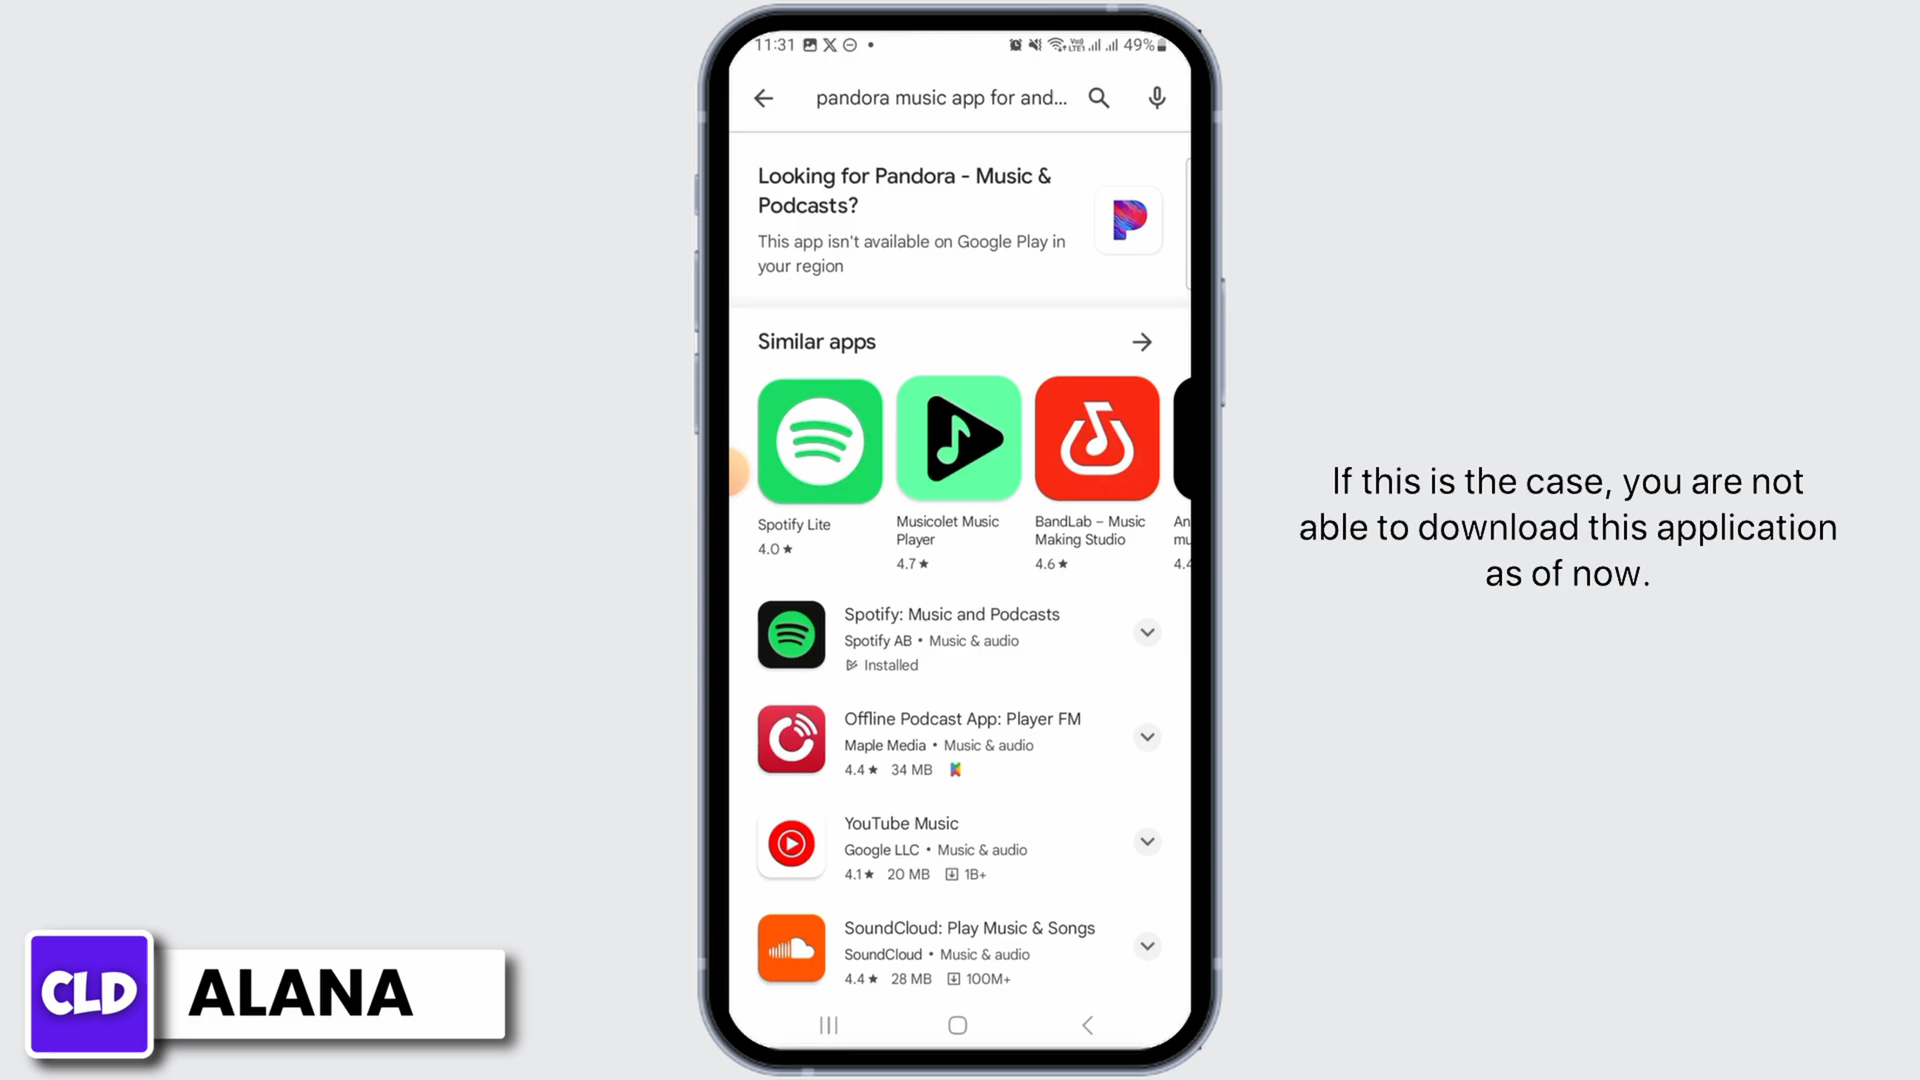 11:31
49%
pandora music app for and...
Looking for Pandora - Music &
Podcasts?
This app isn't available on Google Play in
your region
Similar apps
Spotify Lite
4.0 ★
Musicolet Music
Player
4.7 ★
BandLab – Music
Making Studio
4.6 ★
An
mu
4.4
Spotify: Music and Podcasts
Spotify AB • Music & audio
Installed
Offline Podcast App: Player FM
Maple Media • Music & audio
4.4 ★ 34 MB
YouTube Music
Google LLC • Music & audio
4.1 ★ 20 MB 1B+
SoundCloud: Play Music & Songs
SoundCloud • Music & audio
4.4 ★ 28 MB 100M+
If this is the case, you are not
able to download this application
as of now.
CLD
ALANA